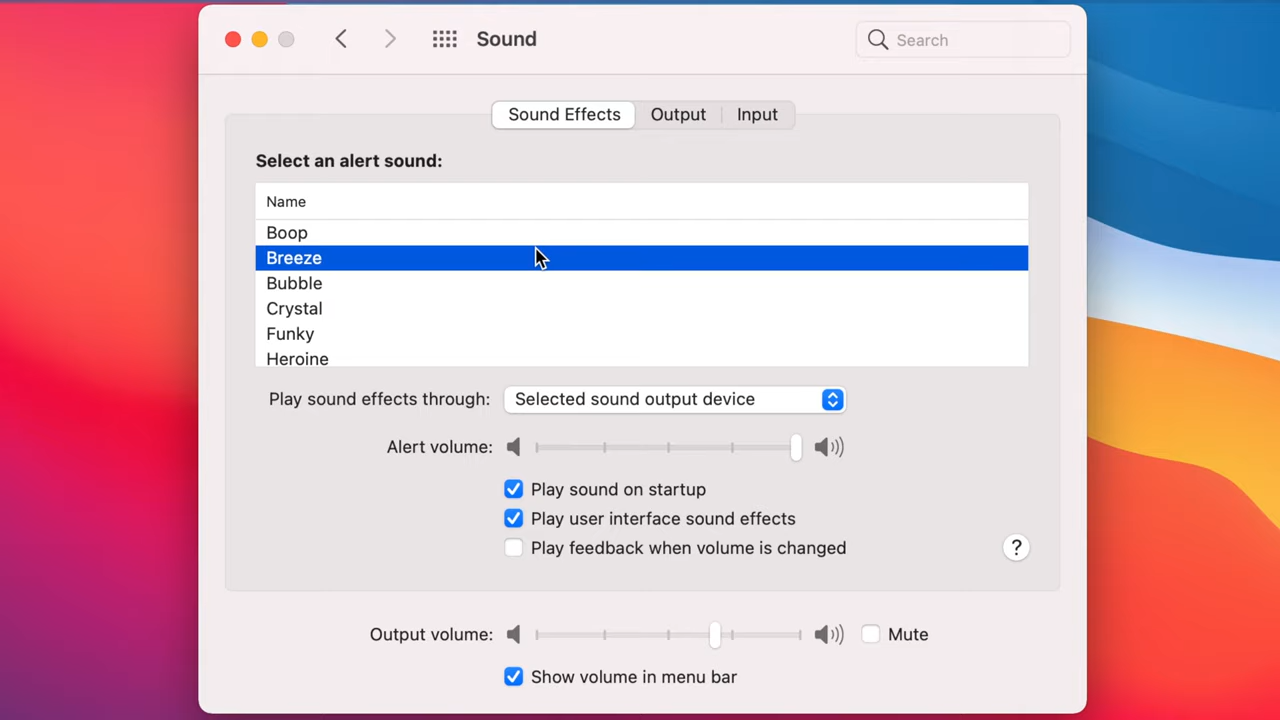 Sound
Search
Sound Effects Output Input
Select an alert sound:
Name
Boop
Breeze
Bubble
Crystal
Funky
Heroine
Play sound effects through: Selected sound output device
Alert volume:
Play sound on startup
Play user interface sound effects
Play feedback when volume is changed
?
Output volume: Mute
Show volume in menu bar